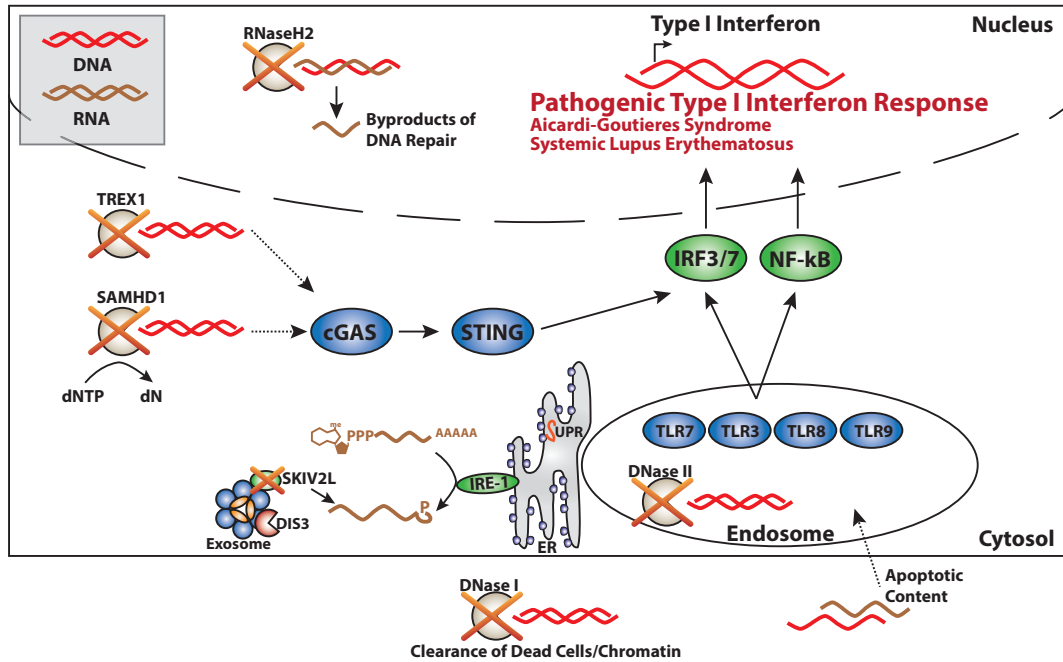 DNA
RNA
RNaseH2
Byproducts of
DNA Repair
Type I Interferon
Nucleus
Pathogenic Type I Interferon Response
Aicardi-Goutieres Syndrome
Systemic Lupus Erythematosus
TREX1
SAMHD1
dNTP
dN
cGAS
STING
IRF3/7
NF-kB
me
PPP
AAAAA
SKIV2L
DIS3
Exosome
P
IRE-1
UPR
ER
TLR7
TLR3
TLR8
TLR9
DNase II
Endosome
Cytosol
DNase I
Clearance of Dead Cells/Chromatin
Apoptotic
Content